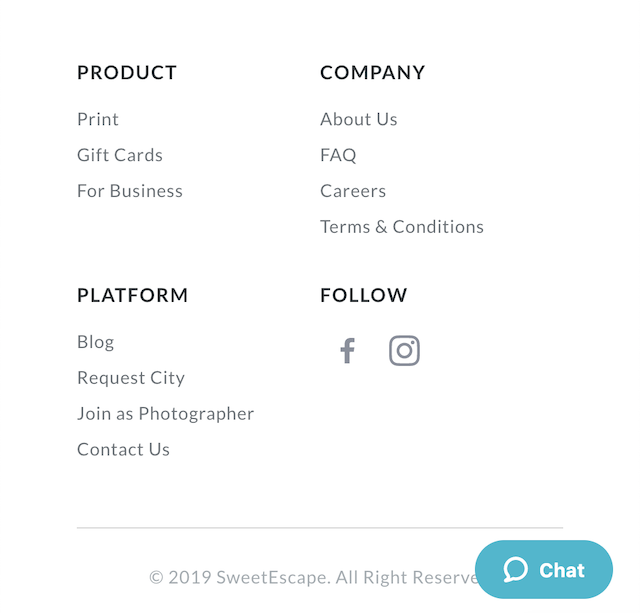 PRODUCT
Print
Gift Cards
For Business
COMPANY
About Us
FAQ
Careers
Terms & Conditions
PLATFORM
Blog
Request City
Join as Photographer
Contact Us
FOLLOW
© 2019 SweetEscape. All Right Reserve
Chat